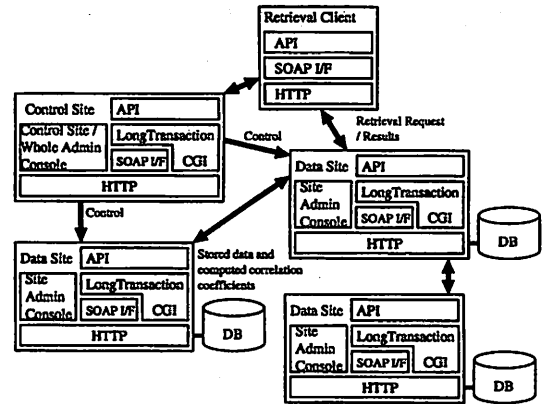 Retrieval Client
API
SOAP I/F
HTTP
Control Site
API
Control Site /
Whole Admin
Console
LongTransaction
SOAP I/F
CGI
HTTP
Control
Retrieval Request
/ Results
Data Site
API
Site
Admin
Console
LongTransaction
SOAP I/F
CGI
HTTP
DB
Control
Data Site
API
Site
Admin
Console
LongTransaction
SOAP I/F
CGI
HTTP
DB
Stored data and
computed correlation
coefficients
Data Site
API
Site
Admin
Console
LongTransaction
SOAP I/F
CGI
HTTP
DB